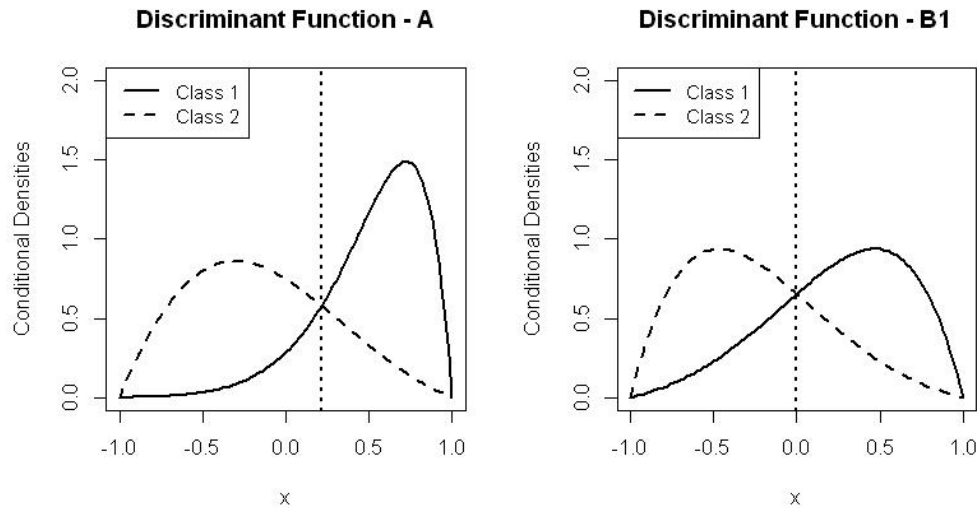 Discriminant Function - A
Class 1
Class 2
Conditional Densities
2.0
1.5
1.0
0.5
0.0
-1.0 -0.5 0.0 0.5 1.0
x
Discriminant Function - B1
Class 1
Class 2
Conditional Densities
2.0
1.5
1.0
0.5
0.0
-1.0 -0.5 0.0 0.5 1.0
x